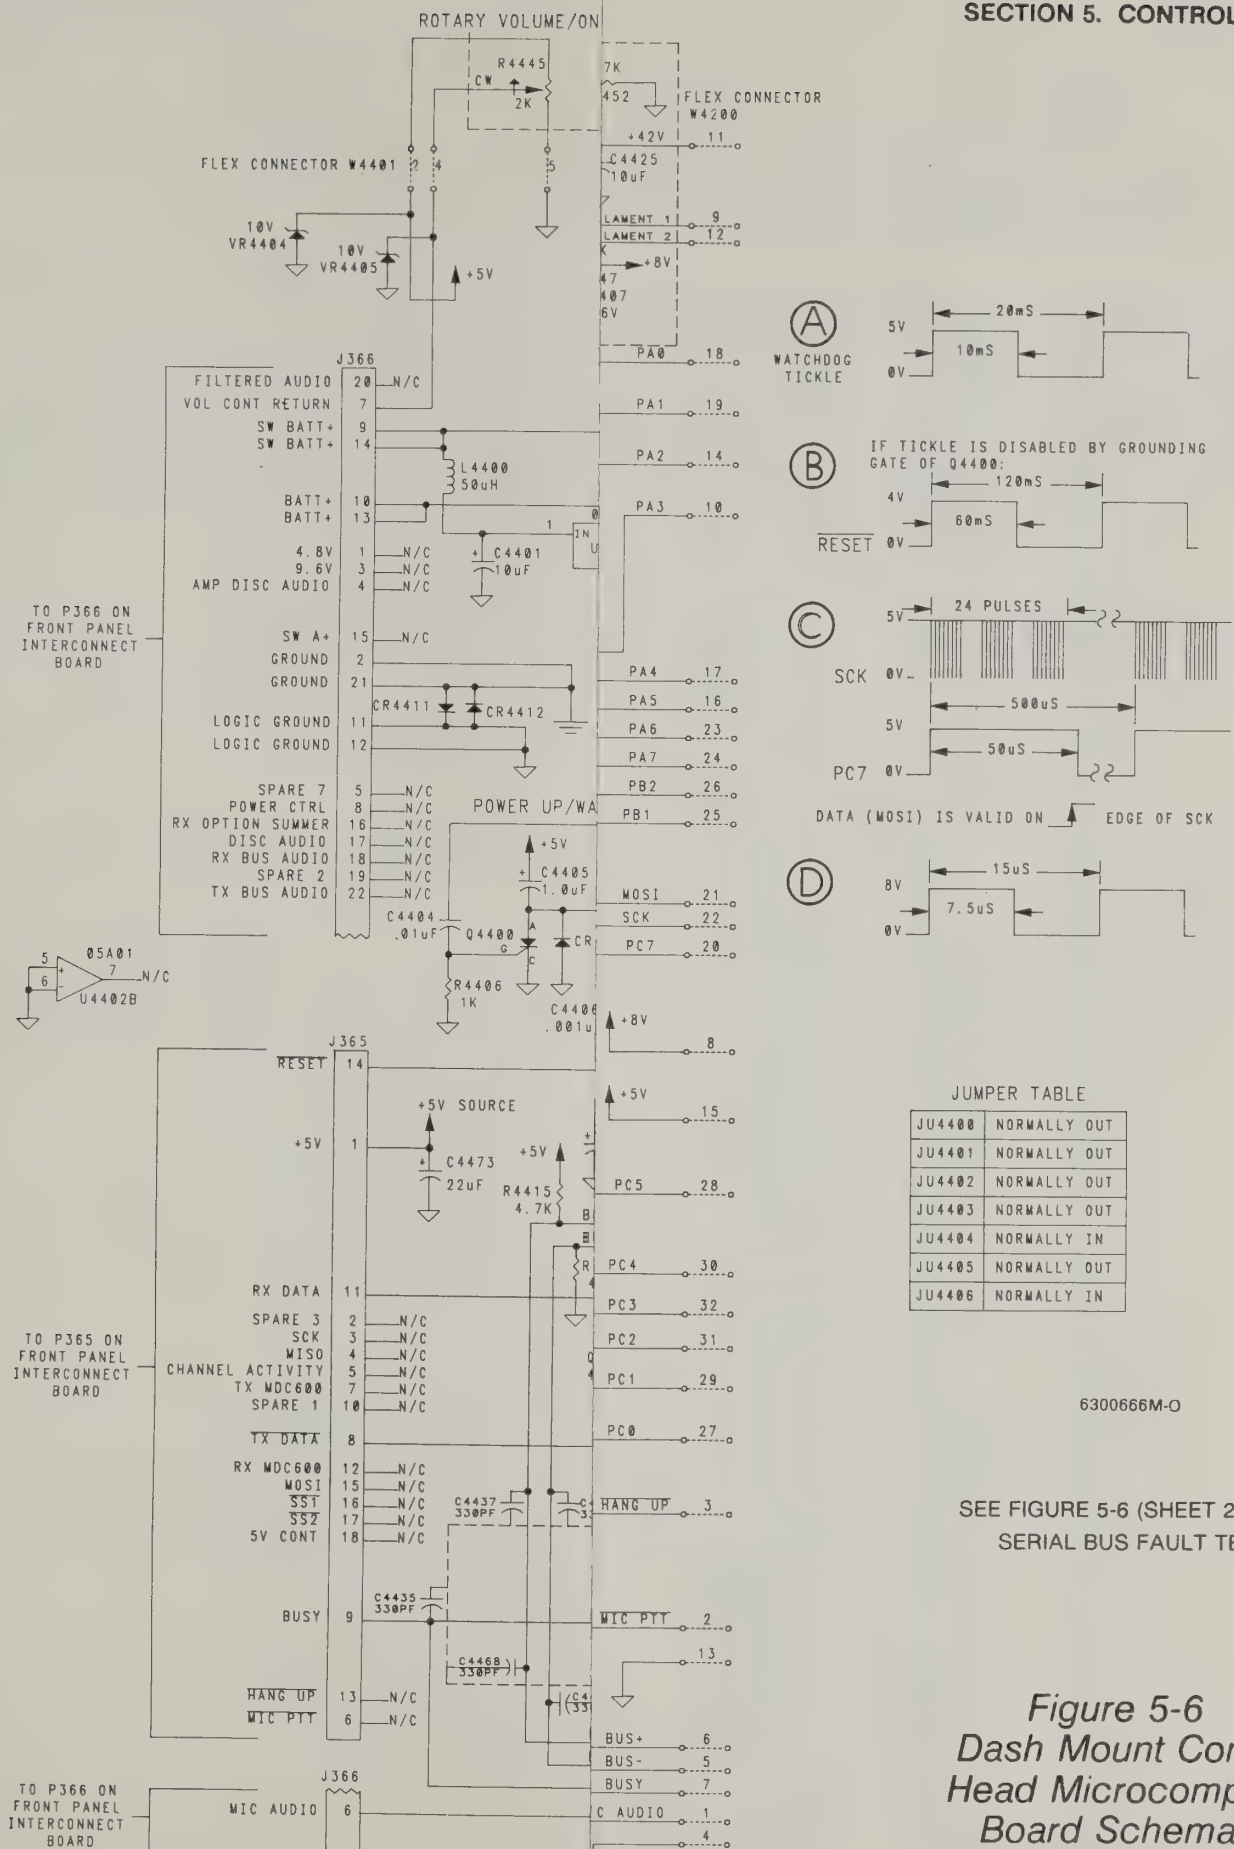 SECTION 5. CONTROL
ROTARY VOLUME/ON
R4445
CW
2K
7K
452
FLEX CONNECTOR
W4200
+42V 11
C4425
10uF
FLEX CONNECTOR W4401 2 4 5
LAMENT 1 9
LAMENT 2 12
10V
VR4404
10V
VR4405
+5V
K
+8V
47
407
6V
A
WATCHDOG
TICKLE
5V
0V
20mS
10mS
J366
FILTERED AUDIO 20 N/C
VOL CONT RETURN 7
SW BATT+ 9
SW BATT+ 14
L4400
50uH
BATT+ 10
BATT+ 13
4.8V 1 N/C
9.6V 3 N/C
AMP DISC AUDIO 4 N/C
C4401
+
10uF
1
IN
U
0
PA0 18
PA1 19
PA2 14
PA3 10
B
IF TICKLE IS DISABLED BY GROUNDING
GATE OF Q4400:
120mS
4V
60mS
RESET 0V
TO P366 ON
FRONT PANEL
INTERCONNECT
BOARD
SW A+ 15 N/C
GROUND 2
GROUND 21
CR4411
CR4412
LOGIC GROUND 11
LOGIC GROUND 12
C
5V
24 PULSES
SCK 0V
500uS
5V
50uS
PC7 0V
DATA (MOSI) IS VALID ON EDGE OF SCK
PA4 17
PA5 16
PA6 23
PA7 24
PB2 26
PB1 25
SPARE 7 5 N/C
POWER CTRL 8 N/C
RX OPTION SUMMER 16 N/C
DISC AUDIO 17 N/C
RX BUS AUDIO 18 N/C
SPARE 2 19 N/C
TX BUS AUDIO 22 N/C
POWER UP/WA
+5V
+
C4405
1.0uF
C4404
.01uF
Q4400
A
G
C
CR
R4406
1K
C4406
.001u
MOSI 21
SCK 22
PC7 20
D
8V
0V
15uS
7.5uS
05A01
5
+
6
-
7
N/C
U4402B
+8V
8
J365
RESET 14
+5V SOURCE
+5V 1
+
C4473
22uF
+5V
R4415
4.7K
+5V
15
+
PC5 28
B
B
R
4
PC4 30
PC3 32
PC2 31
PC1 29
PC0 27
JUMPER TABLE
JU4400 NORMALLY OUT
JU4401 NORMALLY OUT
JU4402 NORMALLY OUT
JU4403 NORMALLY OUT
JU4404 NORMALLY IN
JU4405 NORMALLY OUT
JU4406 NORMALLY IN
RX DATA 11
SPARE 3 2 N/C
SCK 3 N/C
MISO 4 N/C
CHANNEL ACTIVITY 5 N/C
TX MDC600 7 N/C
SPARE 1 10 N/C
TO P365 ON
FRONT PANEL
INTERCONNECT
BOARD
TX DATA 8
RX MDC600 12 N/C
MOSI 15 N/C
SS1 16 N/C
SS2 17 N/C
5V CONT 18 N/C
6300666M-O
C4437
330PF
HANG UP 3
SEE FIGURE 5-6 (SHEET 2
SERIAL BUS FAULT TE
C4435
330PF
BUSY 9
MIC PTT 2
13
C4468
330PF
C4
33
HANG UP 13 N/C
MIC PTT 6 N/C
BUS+ 6
BUS- 5
BUSY 7
Figure 5-6
Dash Mount Con
Head Microcomp
Board Schema
TO P366 ON
FRONT PANEL
INTERCONNECT
BOARD
J366
MIC AUDIO 6
C AUDIO 1
4